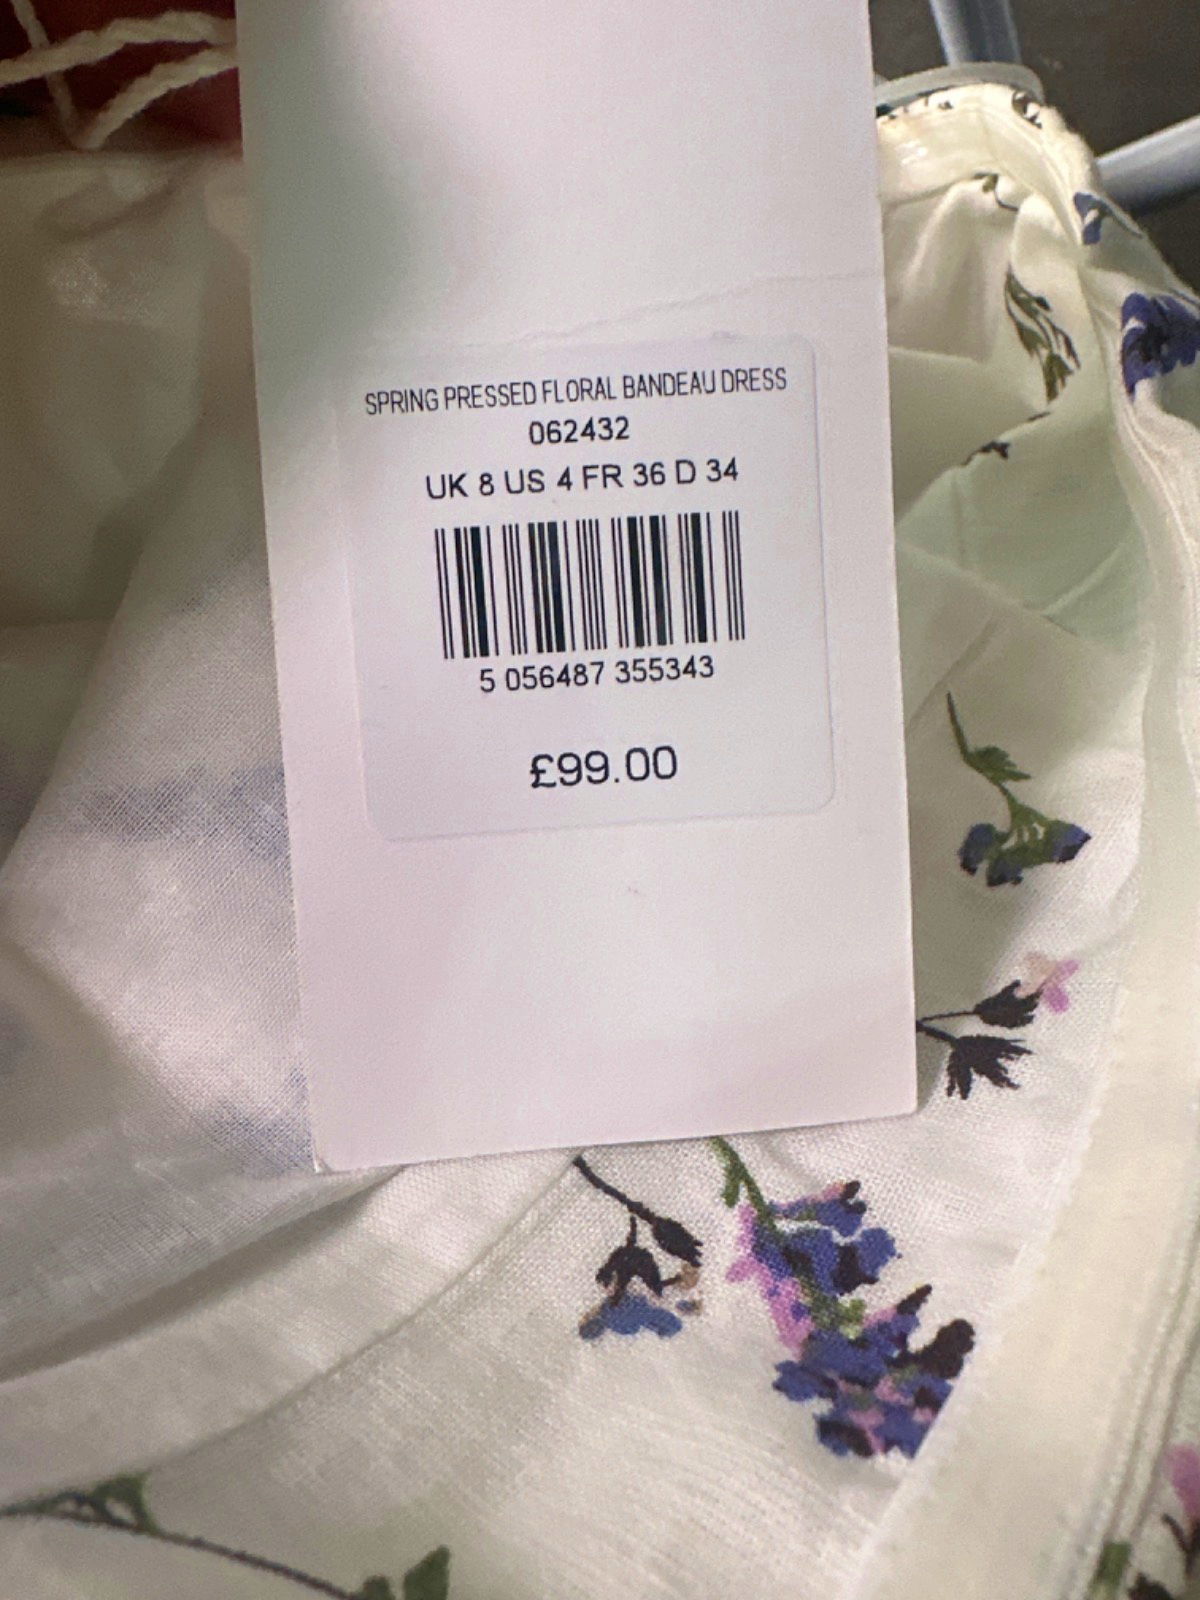 SPRING PRESSED FLORAL BANDEAU DRESS
062432
UK 8 US 4 FR 36 D 34
5 056487 355343
£99.00